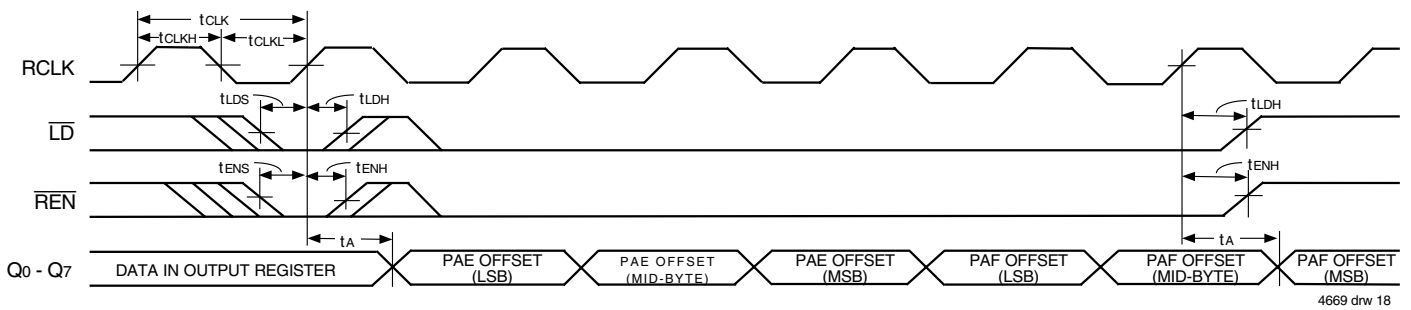 tCLK
tCLKH
tCLKL
RCLK
tLDS
tLDH
tLDH
LD
tENS
tENH
tENH
REN
tA
tA
Q0 - Q7
DATA IN OUTPUT REGISTER
PAE OFFSET
(LSB)
PAE OFFSET
(MID-BYTE)
PAE OFFSET
(MSB)
PAF OFFSET
(LSB)
PAF OFFSET
(MID-BYTE)
PAF OFFSET
(MSB)
4669 drw 18